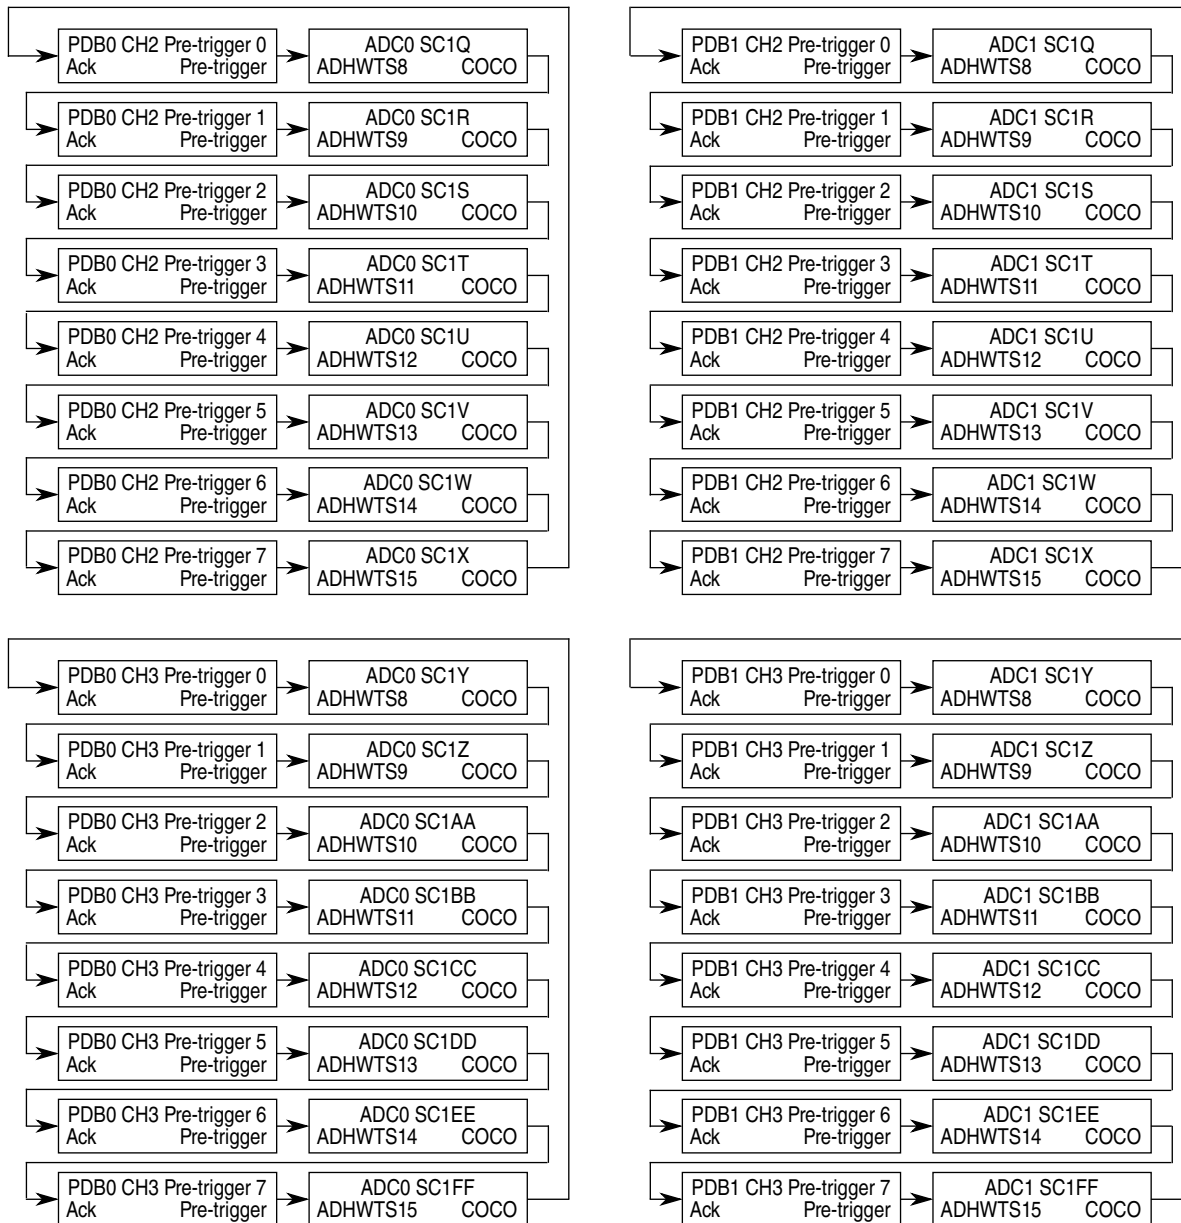 PDB0 CH2 Pre-trigger 0
Ack Pre-trigger
ADC0 SC1Q
ADHWTS8 COCO
PDB0 CH2 Pre-trigger 1
Ack Pre-trigger
ADC0 SC1R
ADHWTS9 COCO
PDB0 CH2 Pre-trigger 2
Ack Pre-trigger
ADC0 SC1S
ADHWTS10 COCO
PDB0 CH2 Pre-trigger 3
Ack Pre-trigger
ADC0 SC1T
ADHWTS11 COCO
PDB0 CH2 Pre-trigger 4
Ack Pre-trigger
ADC0 SC1U
ADHWTS12 COCO
PDB0 CH2 Pre-trigger 5
Ack Pre-trigger
ADC0 SC1V
ADHWTS13 COCO
PDB0 CH2 Pre-trigger 6
Ack Pre-trigger
ADC0 SC1W
ADHWTS14 COCO
PDB0 CH2 Pre-trigger 7
Ack Pre-trigger
ADC0 SC1X
ADHWTS15 COCO
PDB1 CH2 Pre-trigger 0
Ack Pre-trigger
ADC1 SC1Q
ADHWTS8 COCO
PDB1 CH2 Pre-trigger 1
Ack Pre-trigger
ADC1 SC1R
ADHWTS9 COCO
PDB1 CH2 Pre-trigger 2
Ack Pre-trigger
ADC1 SC1S
ADHWTS10 COCO
PDB1 CH2 Pre-trigger 3
Ack Pre-trigger
ADC1 SC1T
ADHWTS11 COCO
PDB1 CH2 Pre-trigger 4
Ack Pre-trigger
ADC1 SC1U
ADHWTS12 COCO
PDB1 CH2 Pre-trigger 5
Ack Pre-trigger
ADC1 SC1V
ADHWTS13 COCO
PDB1 CH2 Pre-trigger 6
Ack Pre-trigger
ADC1 SC1W
ADHWTS14 COCO
PDB1 CH2 Pre-trigger 7
Ack Pre-trigger
ADC1 SC1X
ADHWTS15 COCO
PDB0 CH3 Pre-trigger 0
Ack Pre-trigger
ADC0 SC1Y
ADHWTS8 COCO
PDB0 CH3 Pre-trigger 1
Ack Pre-trigger
ADC0 SC1Z
ADHWTS9 COCO
PDB0 CH3 Pre-trigger 2
Ack Pre-trigger
ADC0 SC1AA
ADHWTS10 COCO
PDB0 CH3 Pre-trigger 3
Ack Pre-trigger
ADC0 SC1BB
ADHWTS11 COCO
PDB0 CH3 Pre-trigger 4
Ack Pre-trigger
ADC0 SC1CC
ADHWTS12 COCO
PDB0 CH3 Pre-trigger 5
Ack Pre-trigger
ADC0 SC1DD
ADHWTS13 COCO
PDB0 CH3 Pre-trigger 6
Ack Pre-trigger
ADC0 SC1EE
ADHWTS14 COCO
PDB0 CH3 Pre-trigger 7
Ack Pre-trigger
ADC0 SC1FF
ADHWTS15 COCO
PDB1 CH3 Pre-trigger 0
Ack Pre-trigger
ADC1 SC1Y
ADHWTS8 COCO
PDB1 CH3 Pre-trigger 1
Ack Pre-trigger
ADC1 SC1Z
ADHWTS9 COCO
PDB1 CH3 Pre-trigger 2
Ack Pre-trigger
ADC1 SC1AA
ADHWTS10 COCO
PDB1 CH3 Pre-trigger 3
Ack Pre-trigger
ADC1 SC1BB
ADHWTS11 COCO
PDB1 CH3 Pre-trigger 4
Ack Pre-trigger
ADC1 SC1CC
ADHWTS12 COCO
PDB1 CH3 Pre-trigger 5
Ack Pre-trigger
ADC1 SC1DD
ADHWTS13 COCO
PDB1 CH3 Pre-trigger 6
Ack Pre-trigger
ADC1 SC1EE
ADHWTS14 COCO
PDB1 CH3 Pre-trigger 7
Ack Pre-trigger
ADC1 SC1FF
ADHWTS15 COCO